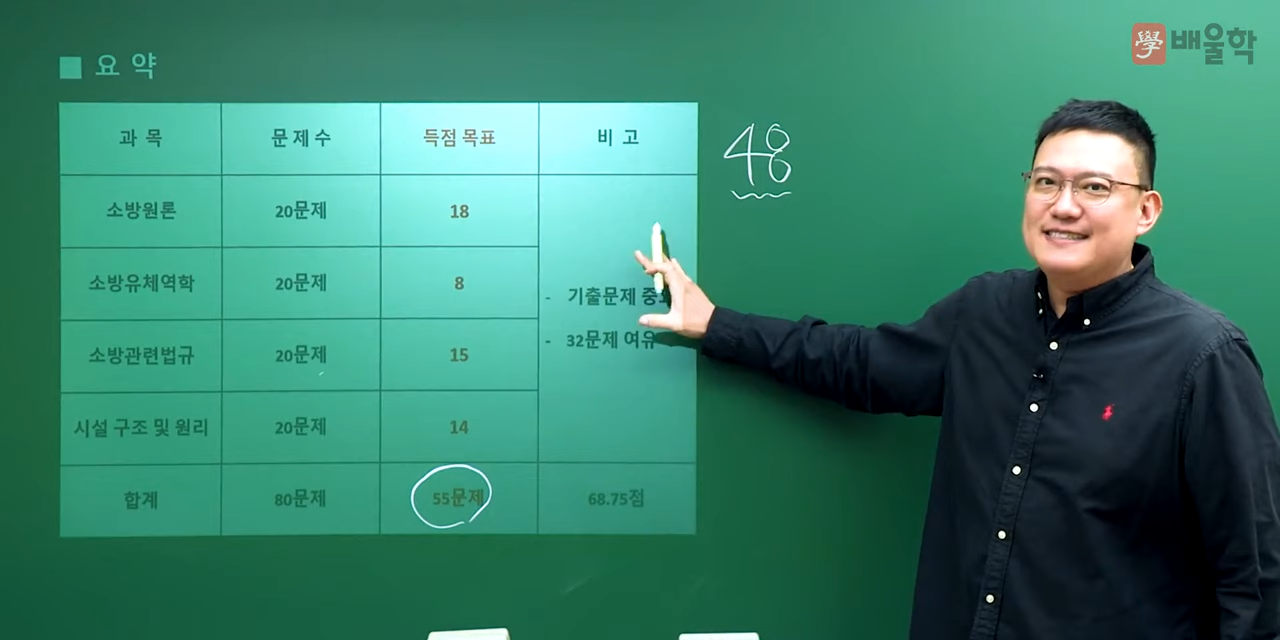 學 배울학
■ 요 약
과 목 문 제 수 득점 목표 비 고
48
소방원론 20문제 18
소방유체역학 20문제 8
- 기출문제
- 32문제 여유
소방관련법규 20문제 15
시설 구조 및 원리 20문제 14
합계 80문제 55문제 68.75점